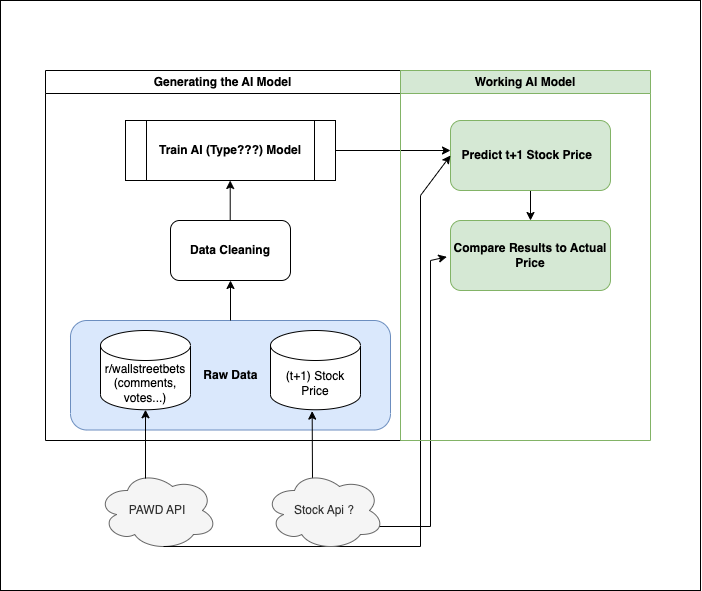 Generating the AI Model
Working AI Model
Train AI (Type???) Model
Predict t+1 Stock Price
Data Cleaning
Compare Results to Actual
Price
r/wallstreetbets
(comments,
votes...)
Raw Data
(t+1) Stock
Price
PAWD API
Stock Api ?